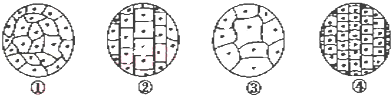 ① ② ③ ④